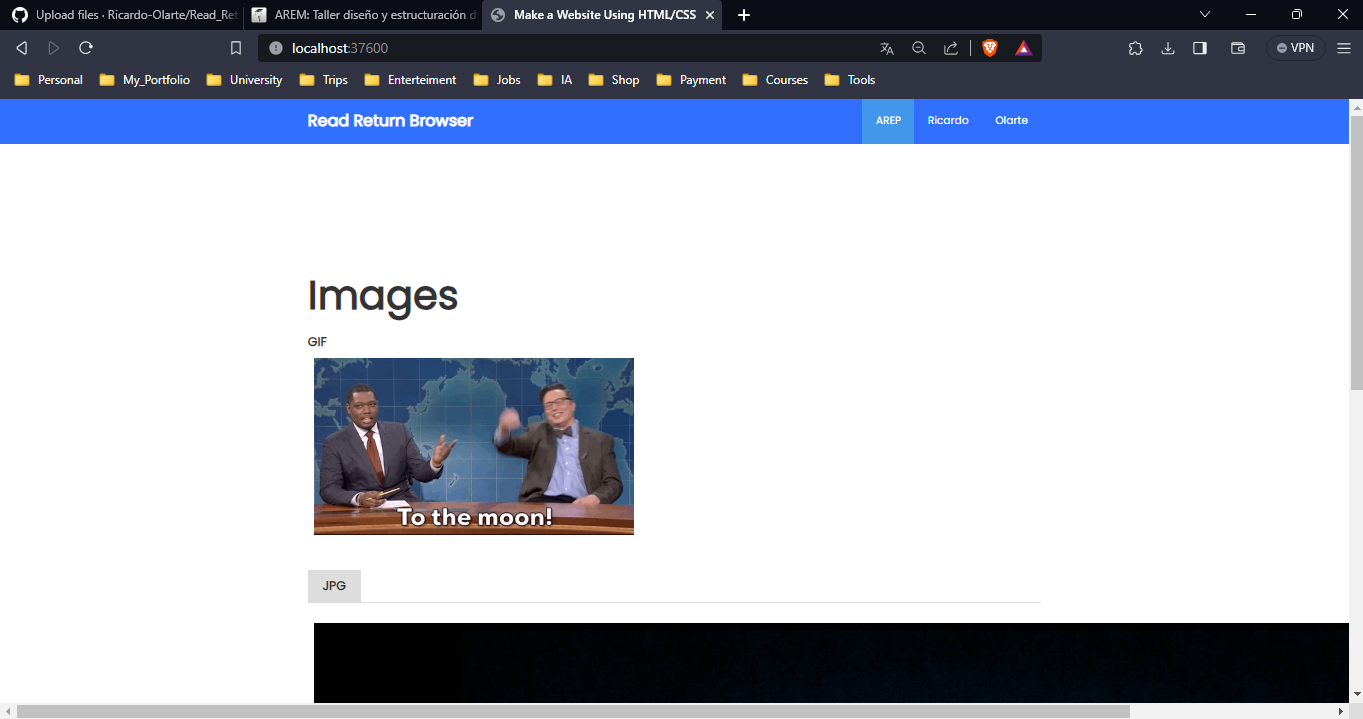 Upload files · Ricardo-Olarte/Read_Ret
AREM: Taller diseño y estructuración d
Make a Website Using HTML/CSS
localhost:37600
VPN
Personal
My_Portfolio
University
Trips
Enterteiment
Jobs
IA
Shop
Payment
Courses
Tools
Read Return Browser
AREP
Ricardo
Olarte
Images
GIF
To the moon!
JPG